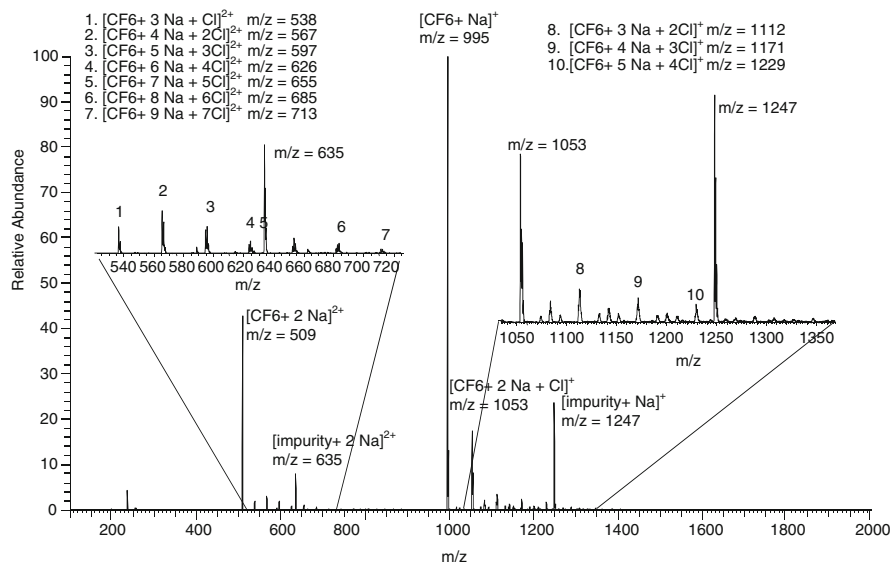 1. [CF6+ 3 Na + Cl]²⁺ m/z = 538
2. [CF6+ 4 Na + 2Cl]²⁺ m/z = 567
3. [CF6+ 5 Na + 3Cl]²⁺ m/z = 597
4. [CF6+ 6 Na + 4Cl]²⁺ m/z = 626
5. [CF6+ 7 Na + 5Cl]²⁺ m/z = 655
6. [CF6+ 8 Na + 6Cl]²⁺ m/z = 685
7. [CF6+ 9 Na + 7Cl]²⁺ m/z = 713
[CF6+ Na]⁺
m/z = 995
8. [CF6+ 3 Na + 2Cl]⁺ m/z = 1112
9. [CF6+ 4 Na + 3Cl]⁺ m/z = 1171
10.[CF6+ 5 Na + 4Cl]⁺ m/z = 1229
Relative Abundance
100
90
80
70
60
50
40
30
20
10
0
m/z = 635
1 2 3 4 5 6 7
540 560 580 600 620 640 660 680 700 720
m/z
m/z = 1053
m/z = 1247
8 9 10
1050 1100 1150 1200 1250 1300 1350
m/z
[CF6+ 2 Na]²⁺
m/z = 509
[impurity+ 2 Na]²⁺
m/z = 635
[CF6+ 2 Na + Cl]⁺
m/z = 1053
[impurity+ Na]⁺
m/z = 1247
200 400 600 800 1000 1200 1400 1600 1800 2000
m/z